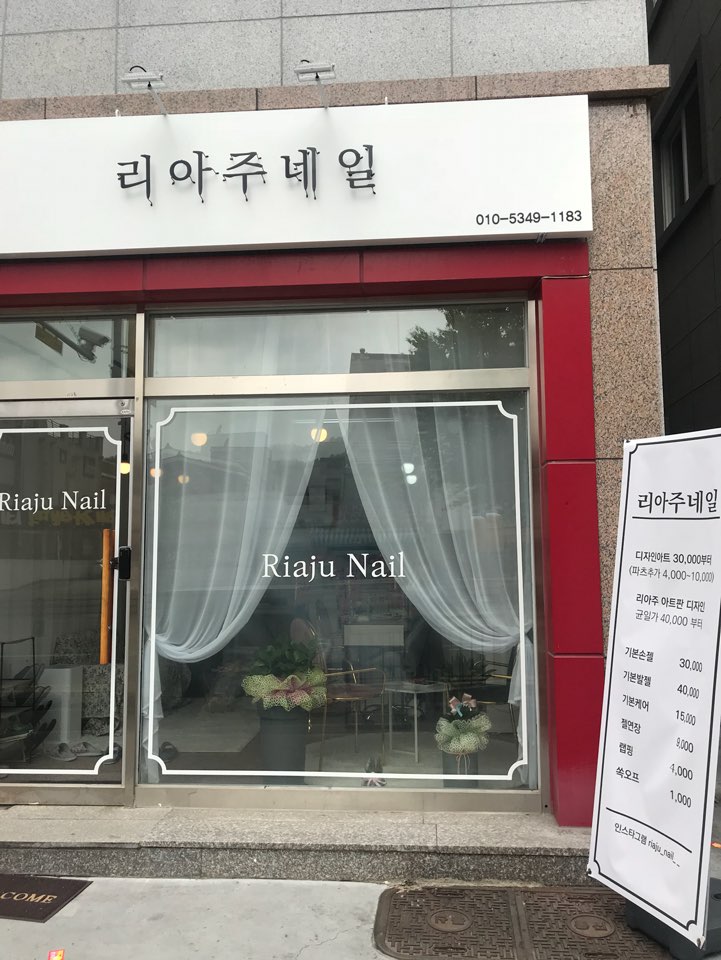 리아주네일
010-5349-1183
Riaju Nail
Riaju Nail
리아주네일
디자인아트 30,000부터
(파츠추가 4,000~10,000)
리아주 아트판 디자인
균일가 40,000 부터
기본손젤 30,000
기본발젤 40,000
기본케어 15,000
젤연장 8,000
랩핑 4,000
쏙오프 1,000
인스타그램 riaju_nail_
COME